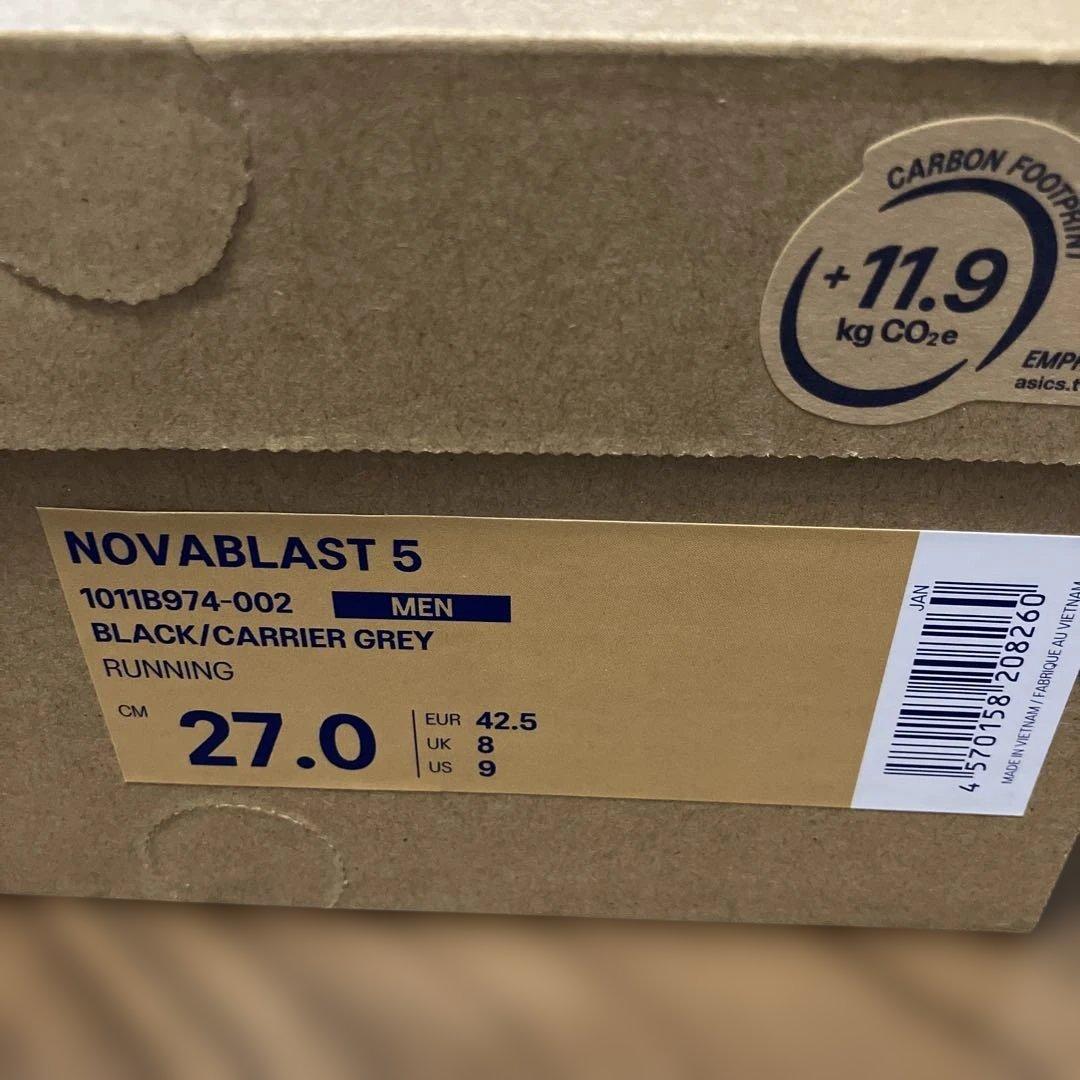 CARBON FOOTPRINT
+11.9
kg CO₂e
asics.t
NOVABLAST 5
1011B974-002 MEN
BLACK/CARRIER GREY
RUNNING
CM 27.0
EUR 42.5
UK 8
US 9
JAN
4 570158 208260
MADE IN VIETNAM / FABRIQUE AU VIETNAM